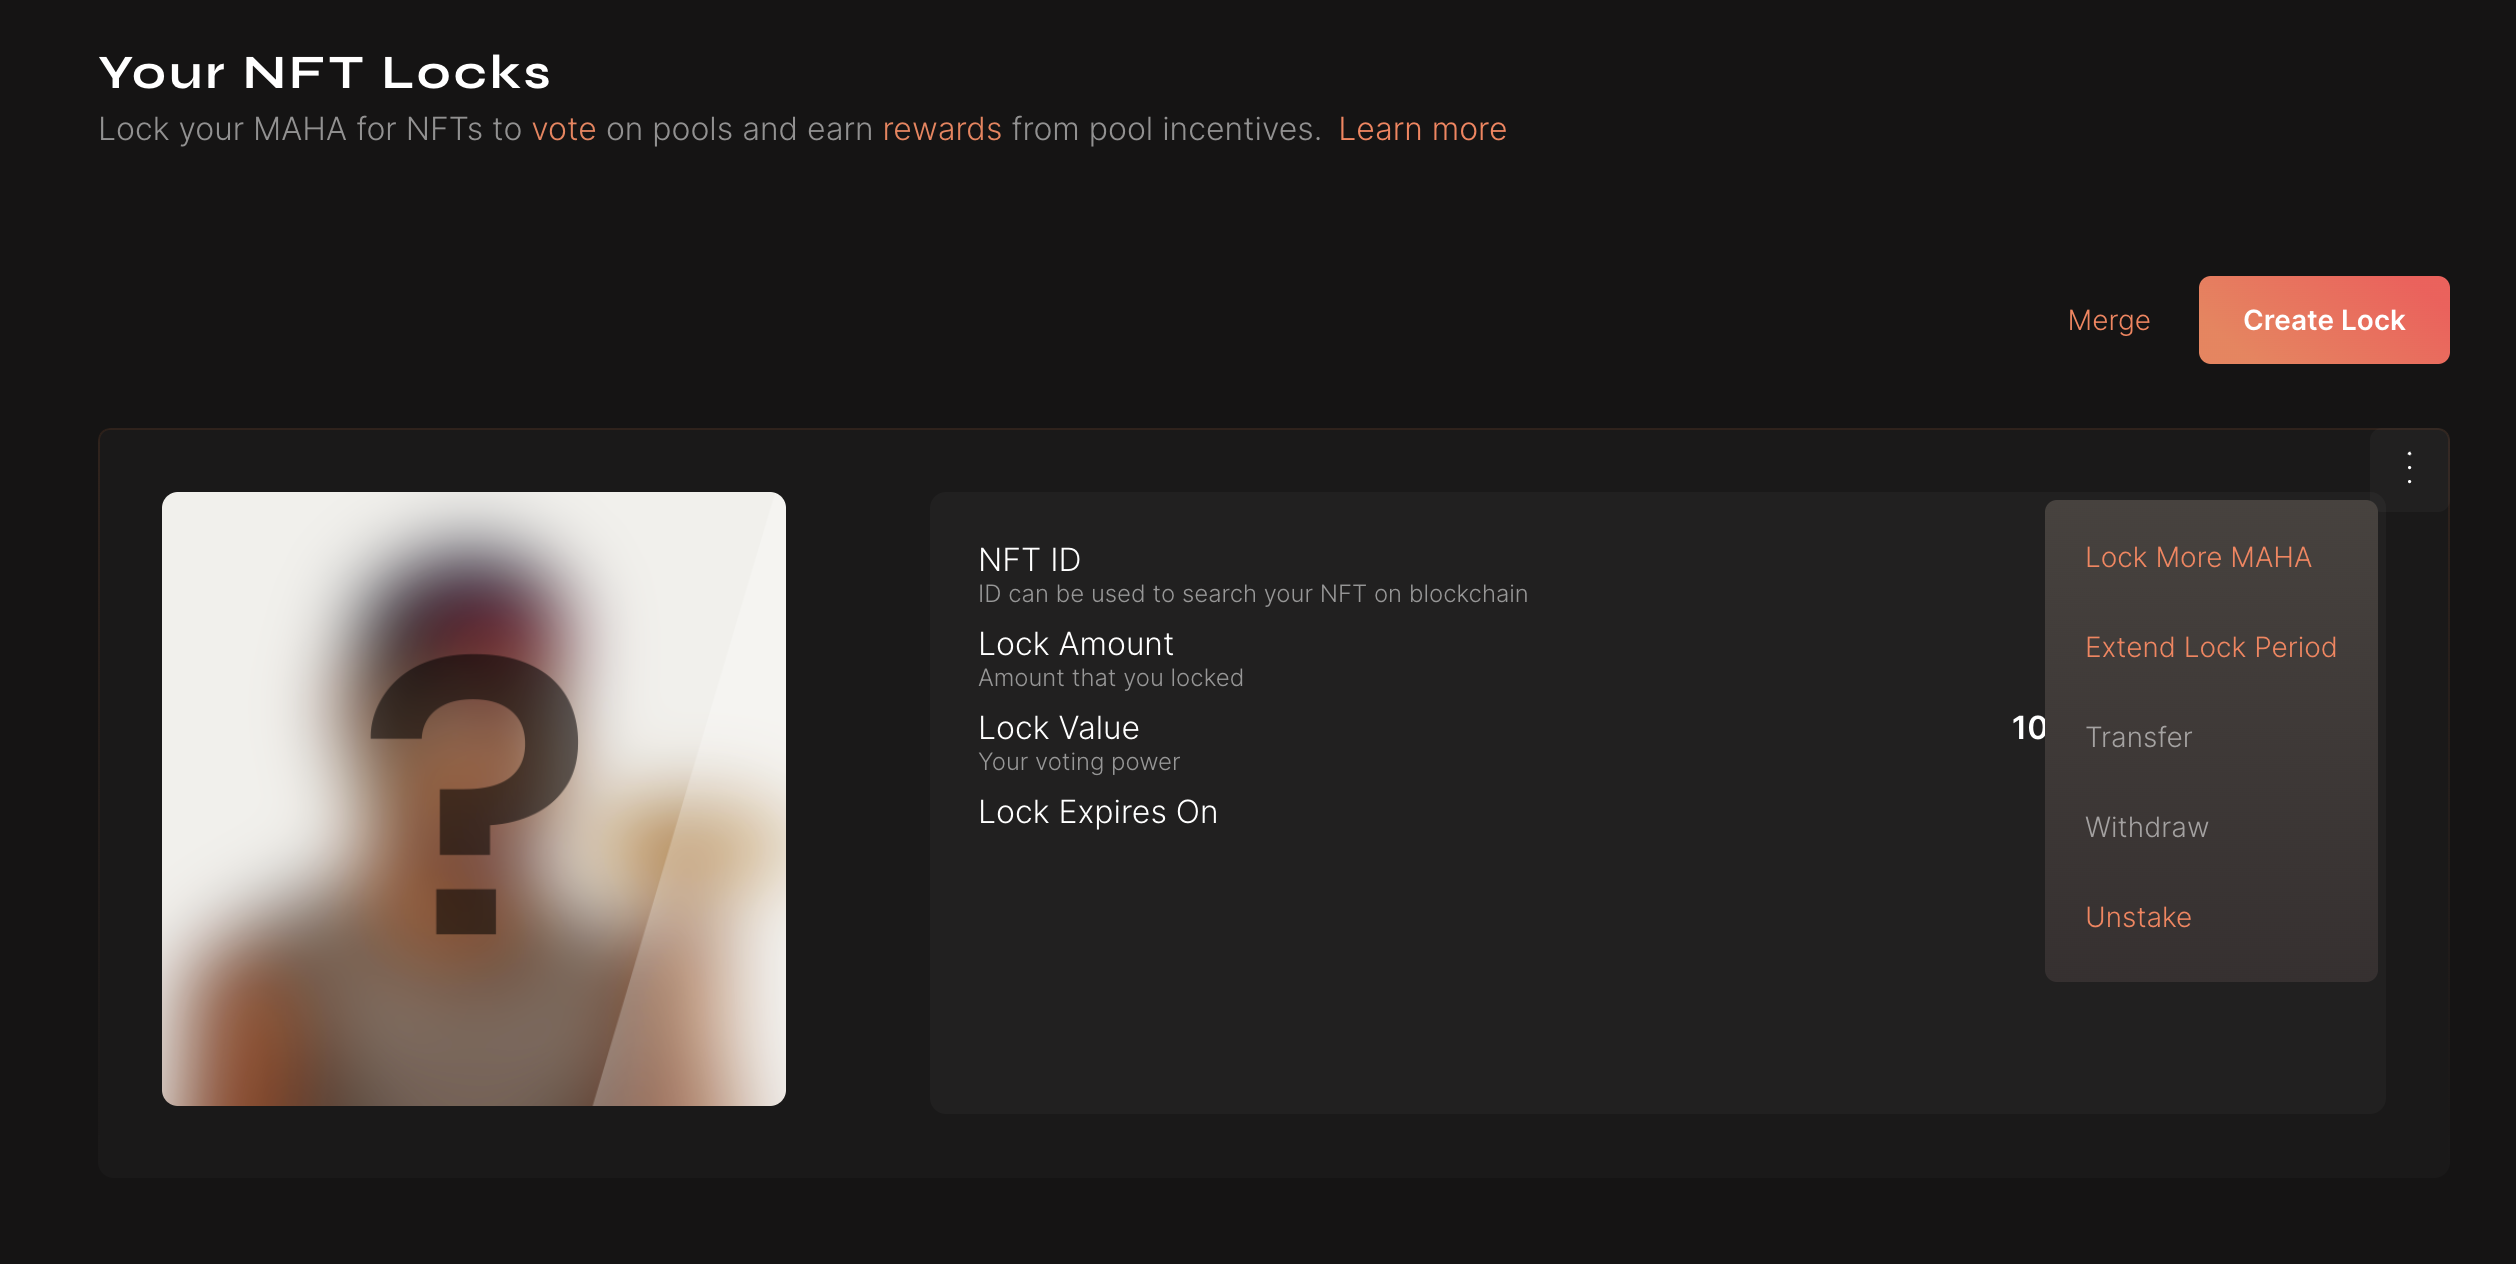 Your NFT Locks
Lock your MAHA for NFTs to vote on pools and earn rewards from pool incentives. Learn more
Merge
Create Lock
?
NFT ID
ID can be used to search your NFT on blockchain
Lock Amount
Amount that you locked
Lock Value
10
Your voting power
Lock Expires On
Lock More MAHA
Extend Lock Period
Transfer
Withdraw
Unstake